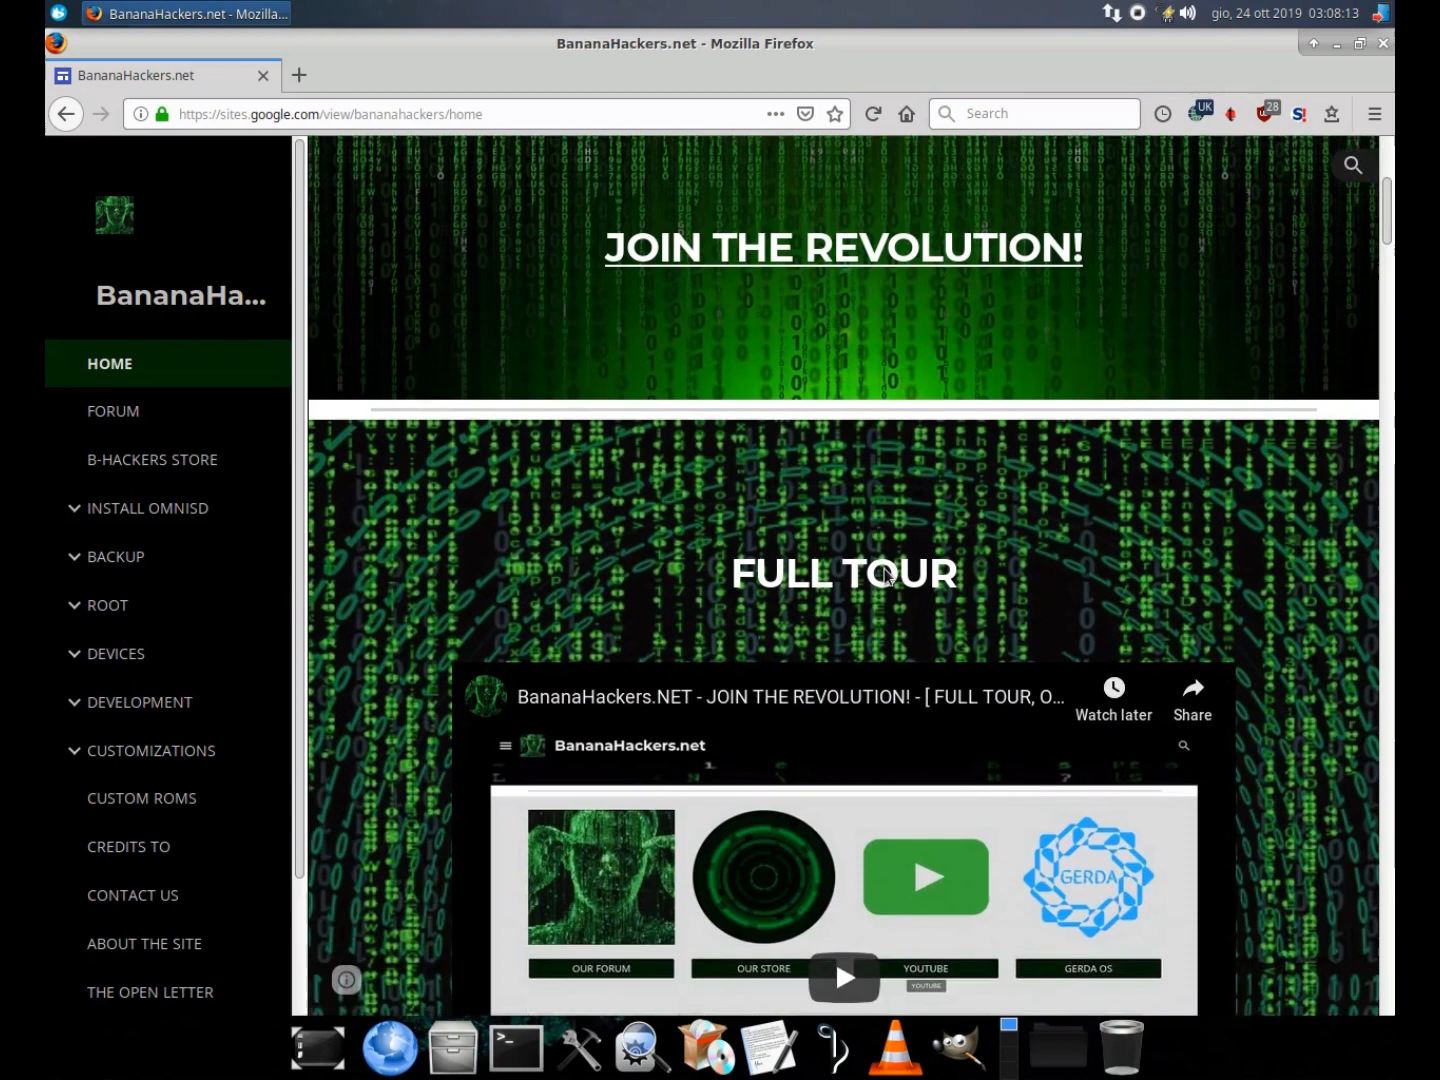 BananaHackers.net - Mozilla...
gio, 24 ott 2019 03:08:13
BananaHackers.net - Mozilla Firefox
BananaHackers.net
https://sites.google.com/view/bananahackers/home
Search
UK
28
S!
BananaHa...
HOME
FORUM
B-HACKERS STORE
INSTALL OMNISD
BACKUP
ROOT
DEVICES
DEVELOPMENT
CUSTOMIZATIONS
CUSTOM ROMS
CREDITS TO
CONTACT US
ABOUT THE SITE
THE OPEN LETTER
JOIN THE REVOLUTION!
FULL TOUR
BananaHackers.NET - JOIN THE REVOLUTION! - [ FULL TOUR, O...
Watch later
Share
BananaHackers.net
GERDA
OUR FORUM
OUR STORE
YOUTUBE
GERDA OS
YOUTUBE
>_